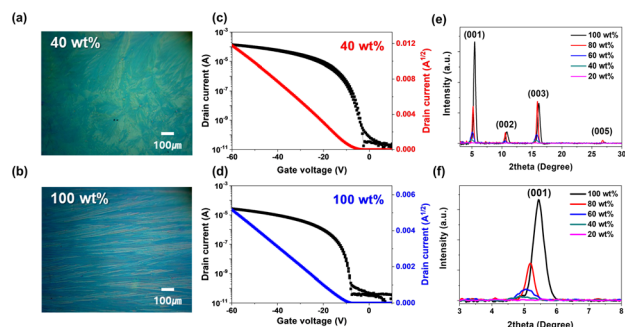 (a)
40 wt%
100μm
(b)
100 wt%
100μm
(c)
40 wt%
Drain current (A)
10⁻³
10⁻⁵
10⁻⁷
10⁻⁹
10⁻¹¹
-60 -40 -20 0
Gate voltage (V)
0.012
0.008
0.004
0.000
Drain current (A^1/2)
(d)
100 wt%
Drain current (A)
10⁻³
10⁻⁵
10⁻⁷
10⁻⁹
10⁻¹¹
-60 -40 -20 0
Gate voltage (V)
0.006
0.004
0.002
0.000
Drain current (A^1/2)
(e)
Intensity (a.u.)
(001)
(002)
(003)
(005)
100 wt%
80 wt%
60 wt%
40 wt%
20 wt%
5 10 15 20 25 30
2theta (Degree)
(f)
Intensity (a.u.)
(001)
100 wt%
80 wt%
60 wt%
40 wt%
20 wt%
3 4 5 6 7 8
2theta (Degree)